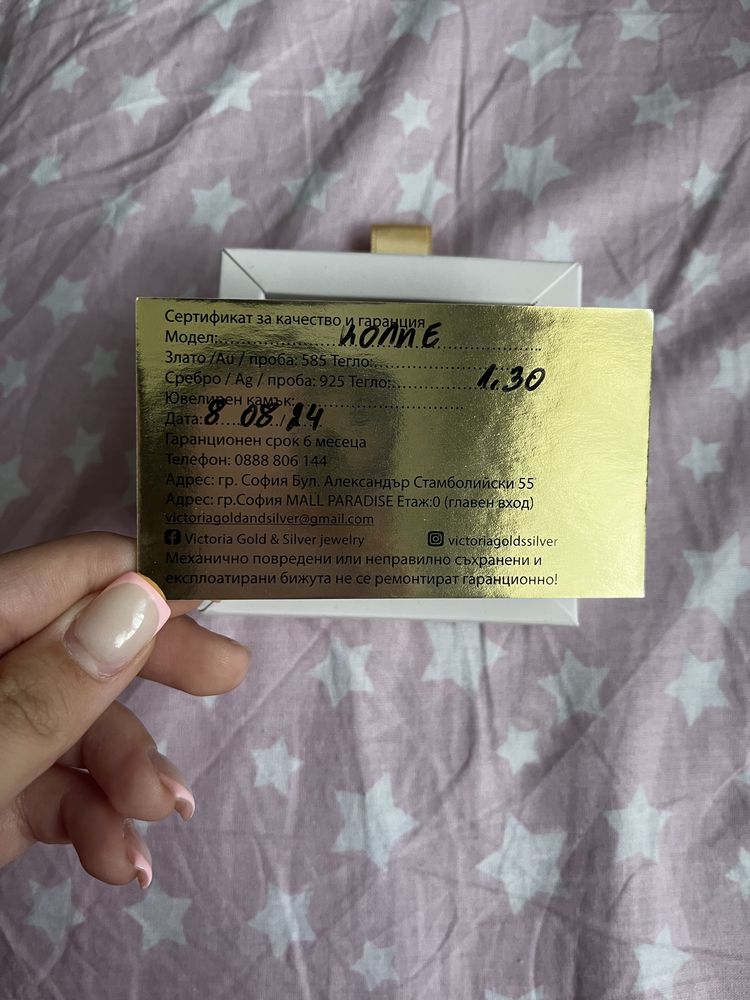 Сертификат за качество и гаранция
Модел:.....................КОЛИЕ...................
Злато /Au / проба: 585 Тегло:..............................
Сребро / Ag / проба: 925 Тегло:...............1.30
Ювелирен камък:..................................
Дата:8..08./24..
Гаранционен срок 6 месеца
Телефон: 0888 806 144
Адрес: гр. София Бул. Александър Стамболийски 55
Адрес: гр.София MALL PARADISE Етаж:0 (главен вход)
victoriagoldandsilver@gmail.com
Victoria Gold & Silver jewelry victoriagoldssilver
Механично повредени или неправилно съхранени и
експлоатирани бижута не се ремонтират гаранционно!